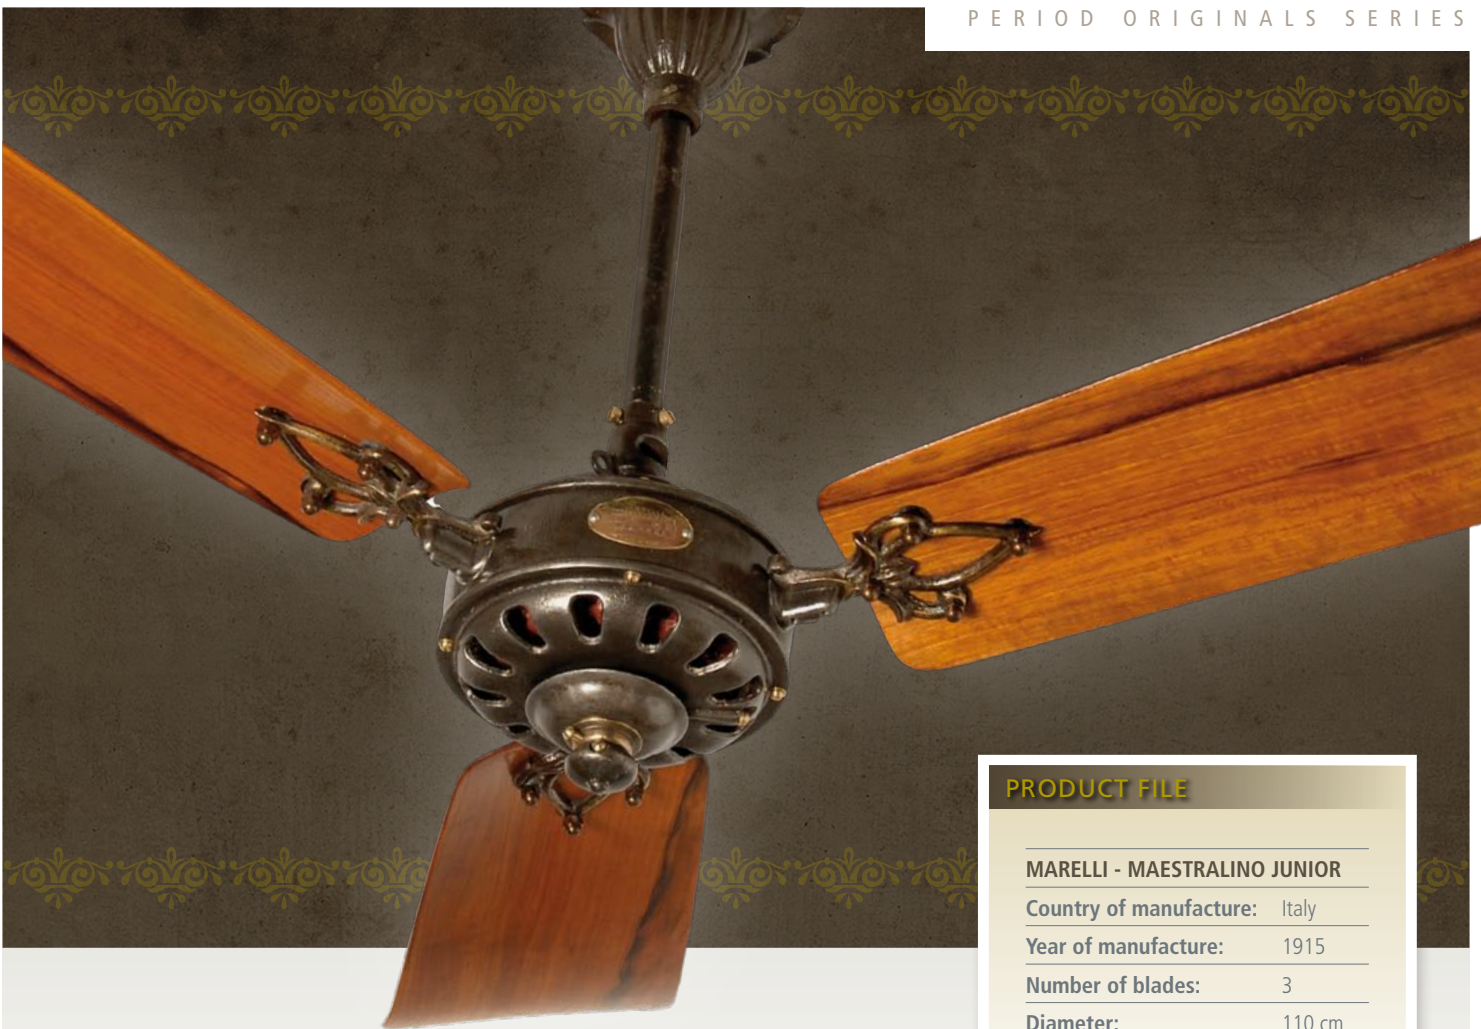 PERIOD ORIGINALS SERIES
PRODUCT FILE
MARELLI - MAESTRALINO JUNIOR
Country of manufacture: Italy
Year of manufacture: 1915
Number of blades: 3
Diameter: 110 cm